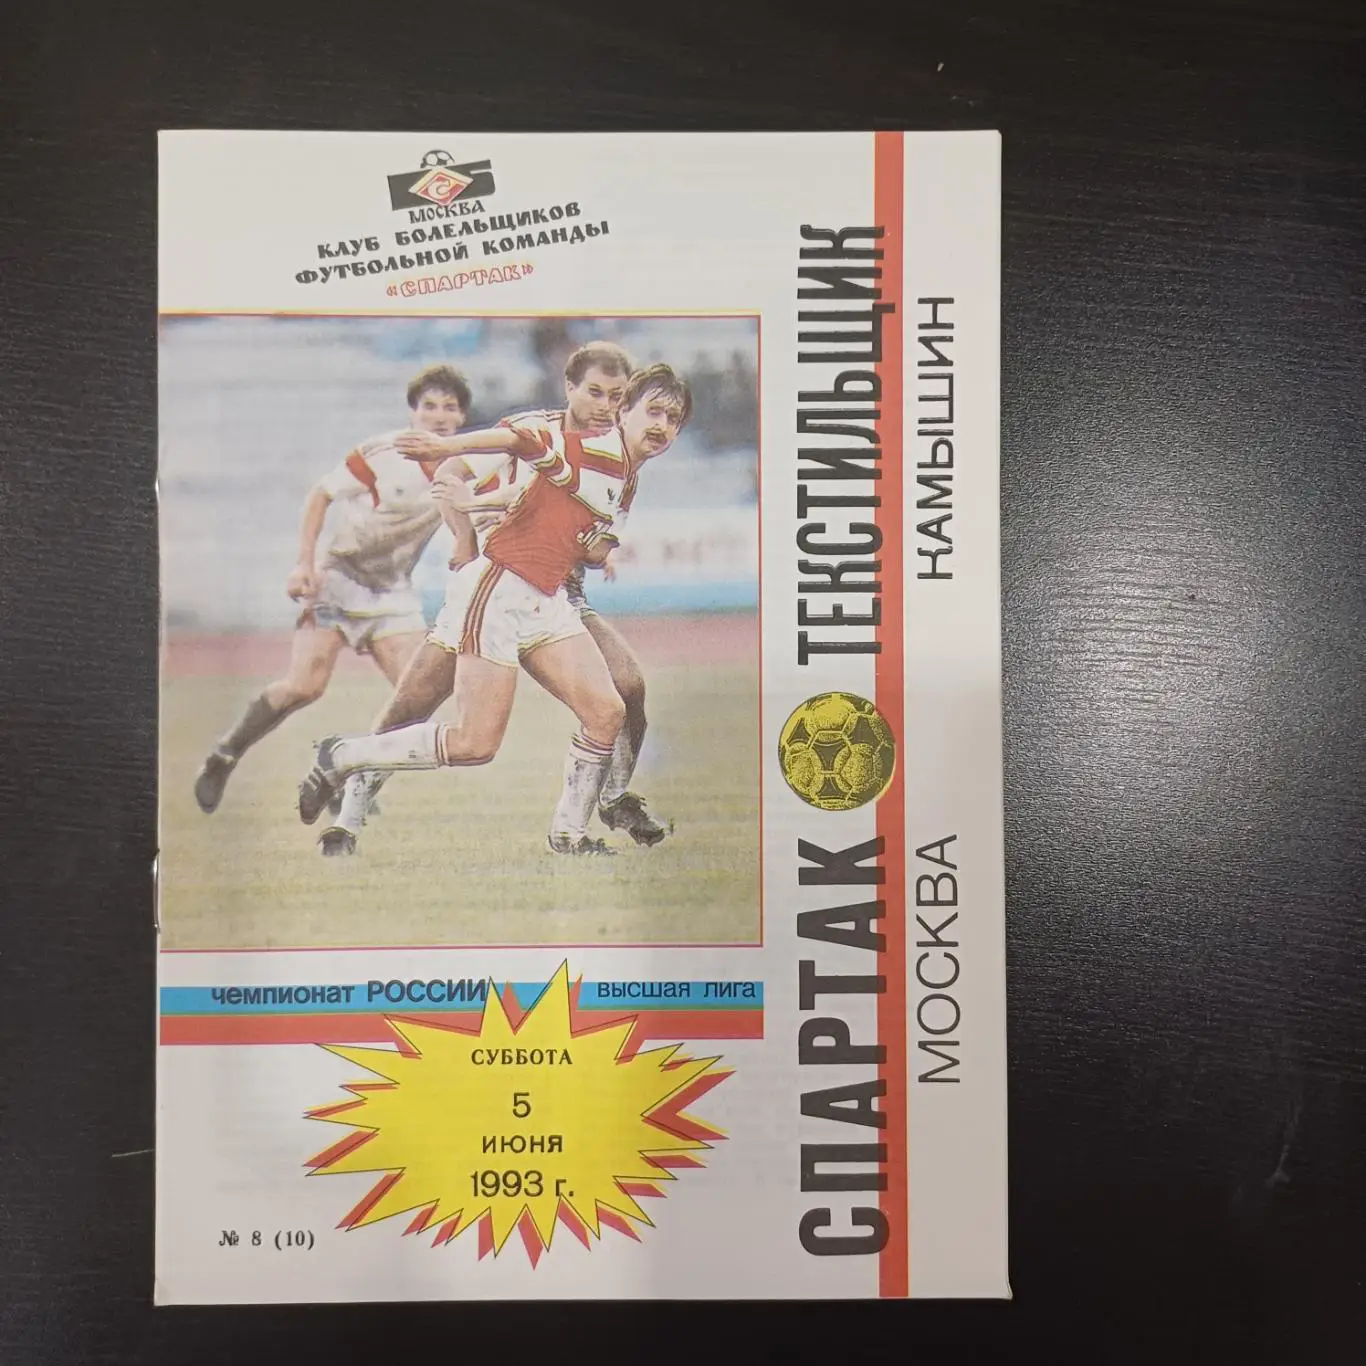 МОСКВА
КЛУБ БОЛЕЛЬЩИКОВ
ФУТБОЛЬНОЙ КОМАНДЫ
«СПАРТАК»
СПАРТАК ТЕКСТИЛЬЩИК
МОСКВА КАМЫШИН
чемпионат РОССИИ высшая лига
СУББОТА
5
ИЮНЯ
1993 г.
№ 8 (10)